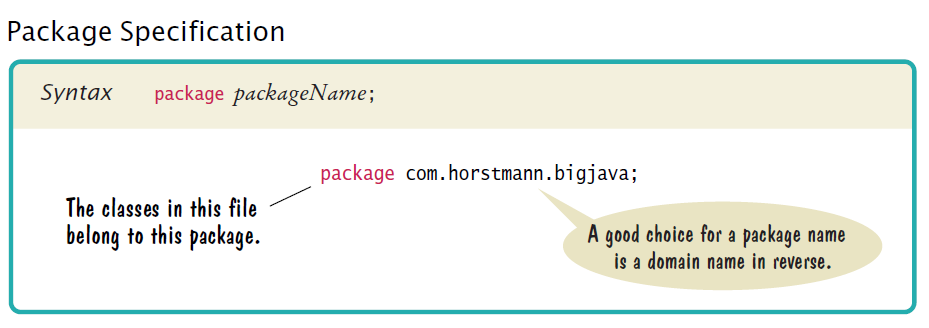 Package Specification
Syntax package packageName;
package com.horstmann.bigjava;
The classes in this file
belong to this package.
A good choice for a package name
is a domain name in reverse.